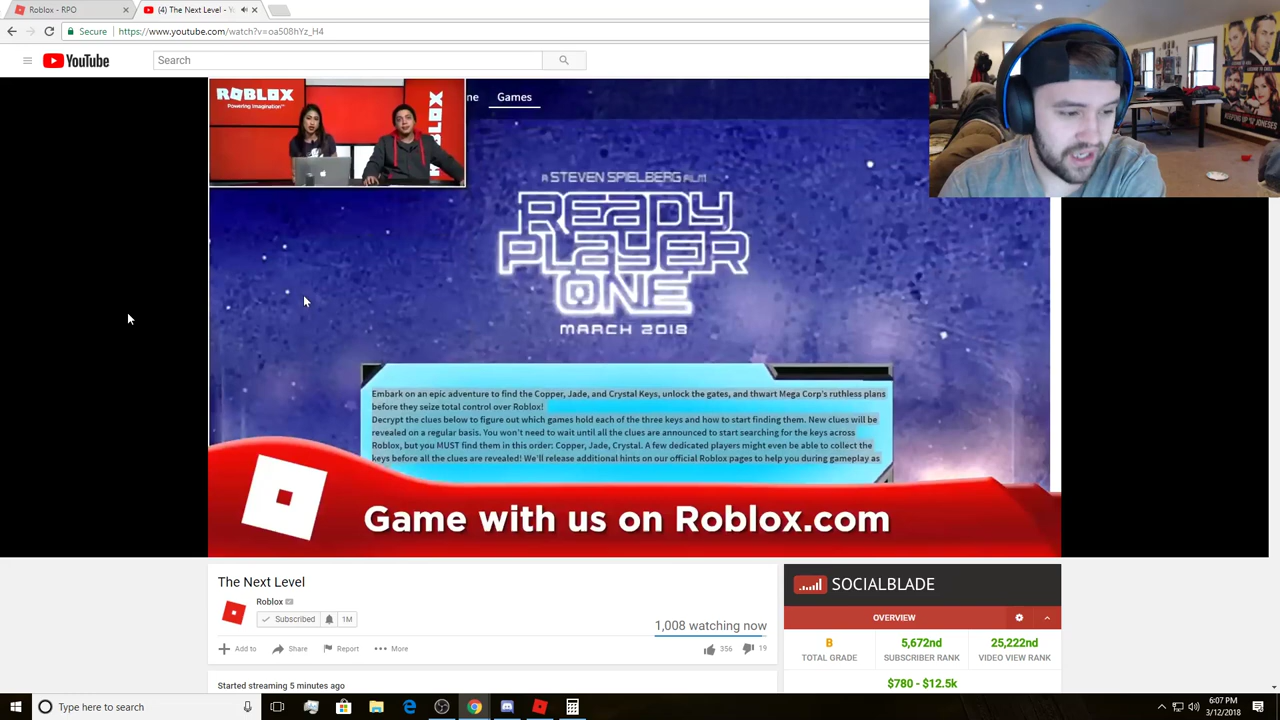 Roblox - RPO
(4) The Next Level - Y
Secure
https://www.youtube.com/watch?v=oa508hYz_H4
YouTube
Search
ROBLOX
Powering Imagination™
ROBLOX
ne
Games
A STEVEN SPIELBERG FILM
READY
PLAYER
ONE
MARCH 2018
Embark on an epic adventure to find the Copper, Jade, and Crystal Keys, unlock the gates, and thwart Mega Corp's ruthless plans
before they seize total control over Roblox!
Decrypt the clues below to figure out which games hold each of the three keys and how to start finding them. New clues will be
revealed on a regular basis. You won't need to wait until all the clues are announced to start searching for the keys across
Roblox, but you MUST find them in this order: Copper, Jade, Crystal. A few dedicated players might even be able to collect the
keys before all the clues are revealed! We'll release additional hints on our official Roblox pages to help you during gameplay as
Game with us on Roblox.com
KEEPING UP JONESES
The Next Level
Roblox
Subscribed
1M
1,008 watching now
Add to
Share
Report
More
356
19
Started streaming 5 minutes ago
SOCIALBLADE
OVERVIEW
B
5,672nd
25,222nd
TOTAL GRADE
SUBSCRIBER RANK
VIDEO VIEW RANK
$780 - $12.5k
Type here to search
6:07 PM
3/12/2018